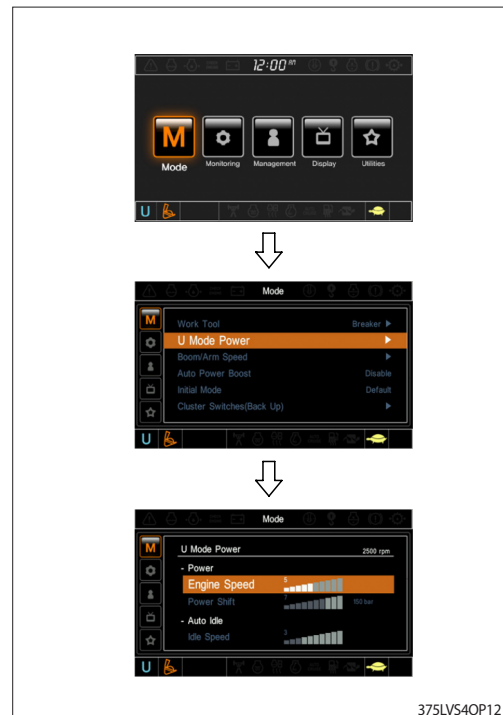 12:00 AM
M
Mode Monitoring Management Display Utilities
U
Mode
M
Work Tool Breaker
U Mode Power
Boom/Arm Speed
Auto Power Boost Disable
Initial Mode Default
Cluster Switches(Back Up)
U
Mode
M
U Mode Power 2500 rpm
- Power
Engine Speed 5
Power Shift 7 150 bar
- Auto Idle
Idle Speed 3
U
375LVS4OP12